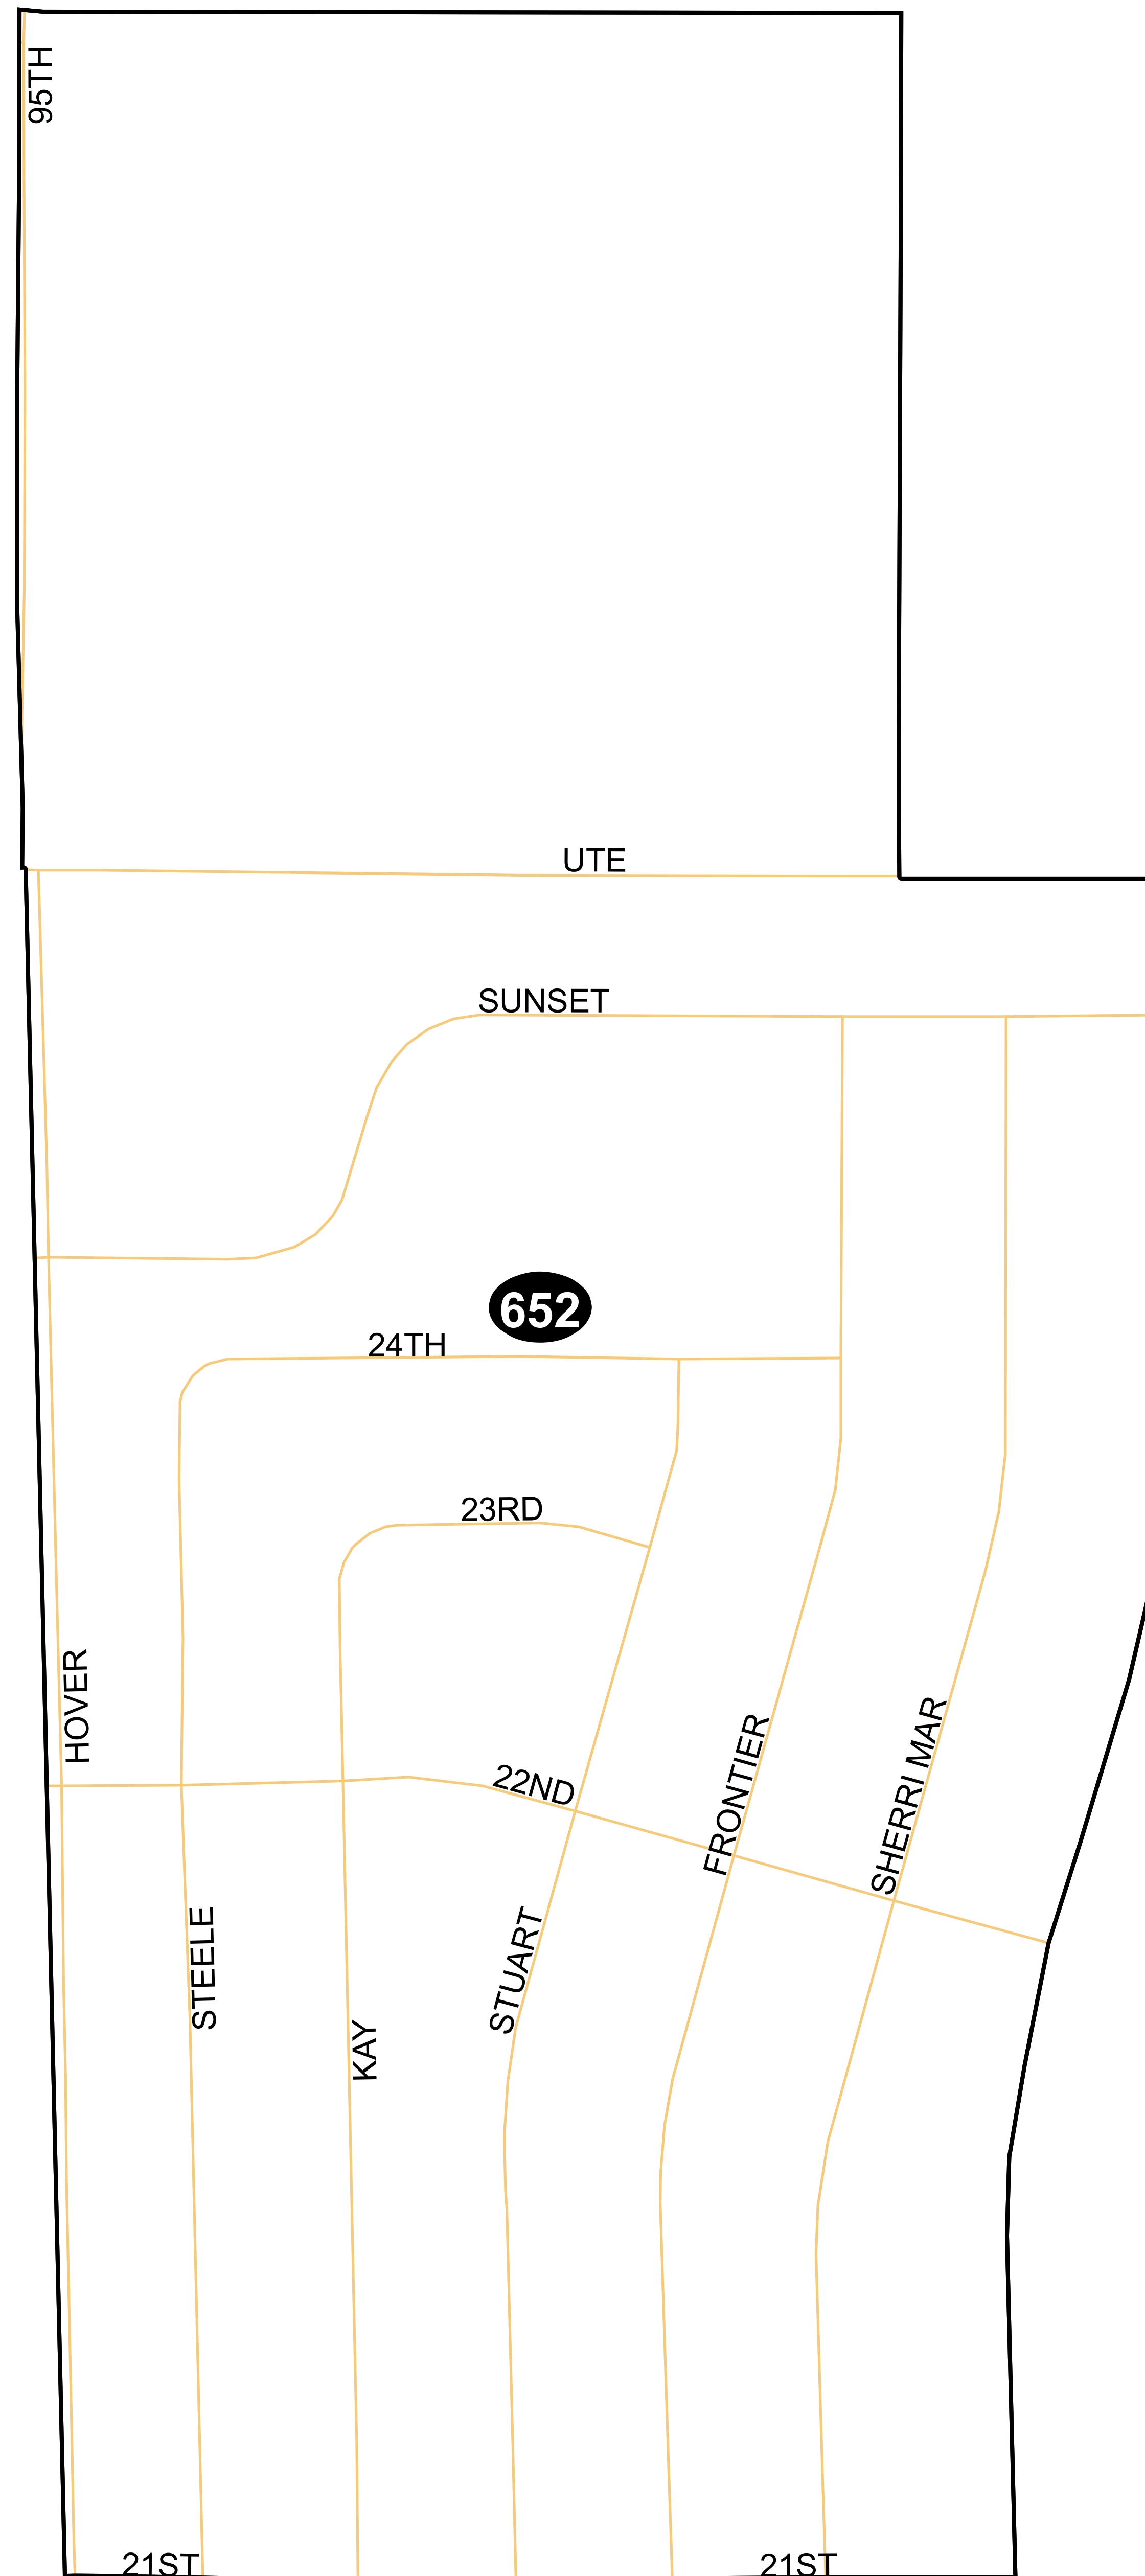 95TH
UTE
SUNSET
652
24TH
23RD
HOVER
22ND
FRONTIER
SHERRI MAR
STEELE
STUART
KAY
21ST
21ST